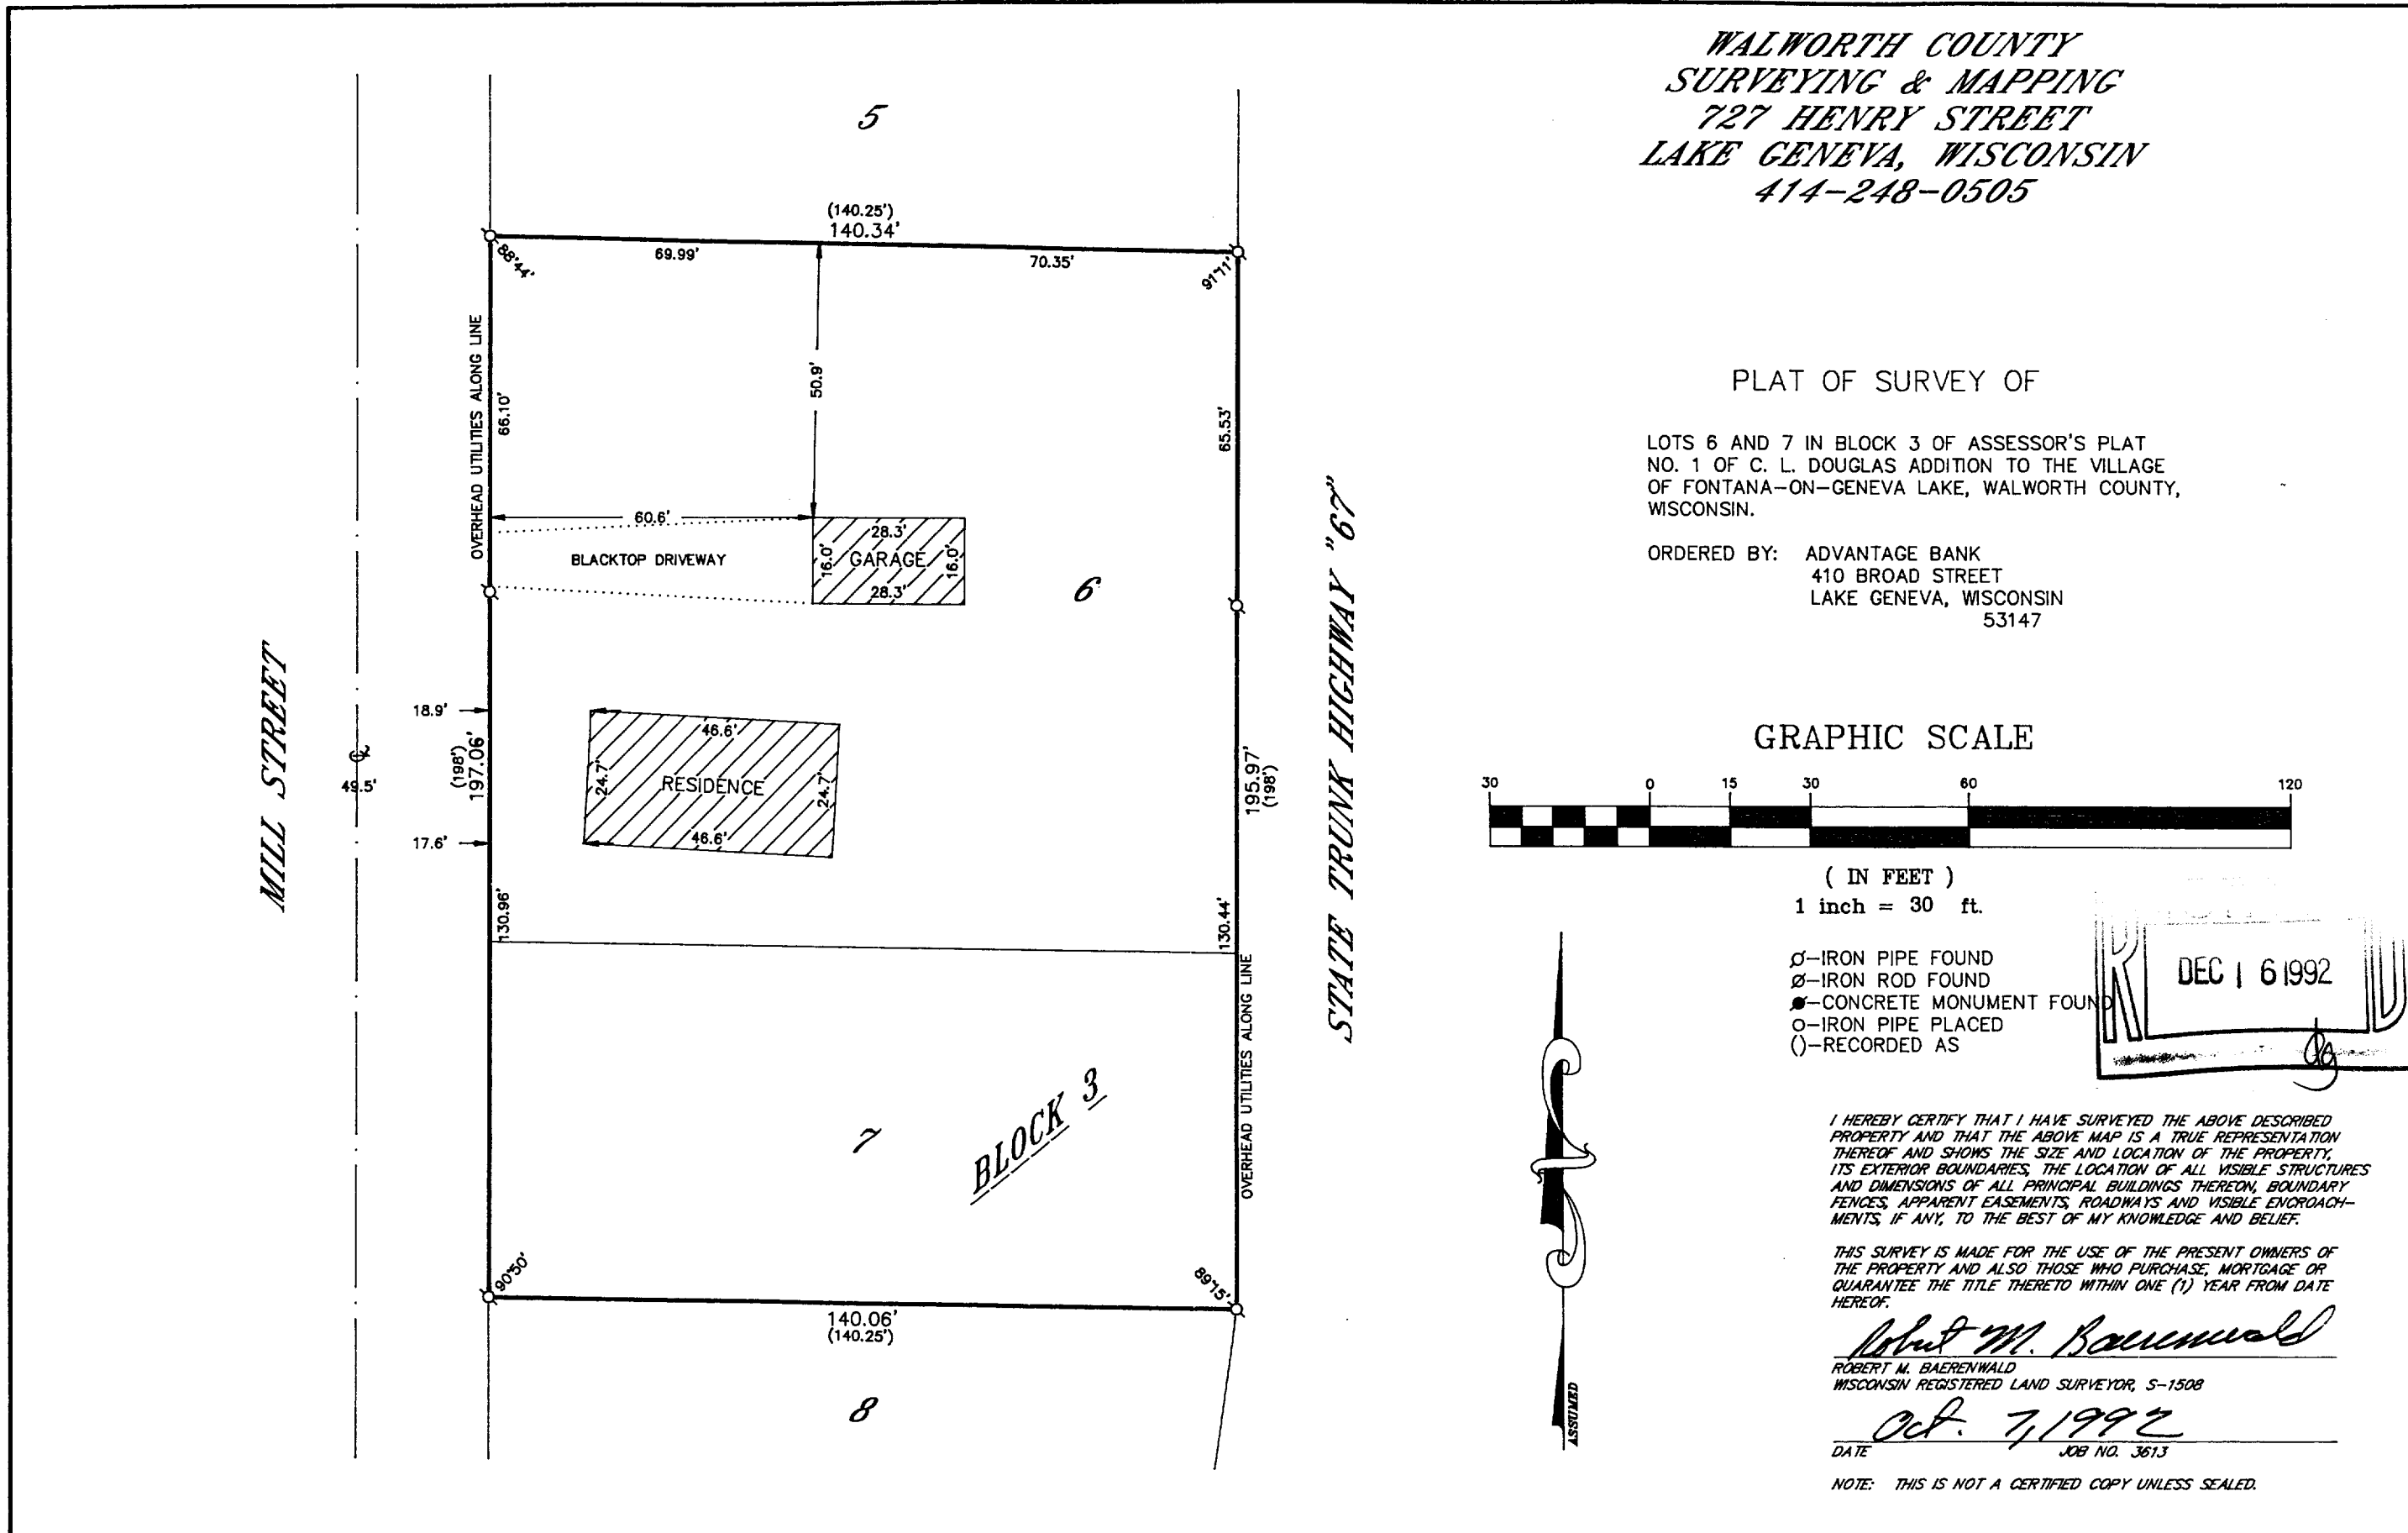 WALWORTH COUNTY
SURVEYING & MAPPING
727 HENRY STREET
LAKE GENEVA, WISCONSIN
414-248-0505
PLAT OF SURVEY OF
LOTS 6 AND 7 IN BLOCK 3 OF ASSESSOR'S PLAT
NO. 1 OF C. L. DOUGLAS ADDITION TO THE VILLAGE
OF FONTANA-ON-GENEVA LAKE, WALWORTH COUNTY,
WISCONSIN.
ORDERED BY: ADVANTAGE BANK
410 BROAD STREET
LAKE GENEVA, WISCONSIN
53147
5
(140.25')
140.34'
69.99'
70.35'
88°44'
91°11'
OVERHEAD UTILITIES ALONG LINE
66.10'
50.9'
65.53'
60.6'
BLACKTOP DRIVEWAY
28.3'
16.0'
GARAGE
16.0'
28.3'
6
MILL STREET
49.5'
18.9'
(198')
197.06'
17.6'
46.6'
24.7'
RESIDENCE
24.7'
46.6'
195.97'
(198')
STATE TRUNK HIGHWAY "67"
130.96'
130.44'
OVERHEAD UTILITIES ALONG LINE
7
BLOCK 3
90°50'
89°15'
140.06'
(140.25')
8
GRAPHIC SCALE
30 0 15 30 60 120
( IN FEET )
1 inch = 30 ft.
Ø-IRON PIPE FOUND
Ø-IRON ROD FOUND
-CONCRETE MONUMENT FOUND
O-IRON PIPE PLACED
()-RECORDED AS
DEC 16 1992
ASSUMED
I HEREBY CERTIFY THAT I HAVE SURVEYED THE ABOVE DESCRIBED
PROPERTY AND THAT THE ABOVE MAP IS A TRUE REPRESENTATION
THEREOF AND SHOWS THE SIZE AND LOCATION OF THE PROPERTY,
ITS EXTERIOR BOUNDARIES, THE LOCATION OF ALL VISIBLE STRUCTURES
AND DIMENSIONS OF ALL PRINCIPAL BUILDINGS THEREON, BOUNDARY
FENCES, APPARENT EASEMENTS, ROADWAYS AND VISIBLE ENCROACH-
MENTS, IF ANY, TO THE BEST OF MY KNOWLEDGE AND BELIEF.
THIS SURVEY IS MADE FOR THE USE OF THE PRESENT OWNERS OF
THE PROPERTY AND ALSO THOSE WHO PURCHASE, MORTGAGE OR
QUARANTEE THE TITLE THERETO WITHIN ONE (1) YEAR FROM DATE
HEREOF.
Robert M. Baerenwald
ROBERT M. BAERENWALD
WISCONSIN REGISTERED LAND SURVEYOR, S-1508
Oct. 7, 1992
DATE JOB NO. 3613
NOTE: THIS IS NOT A CERTIFIED COPY UNLESS SEALED.